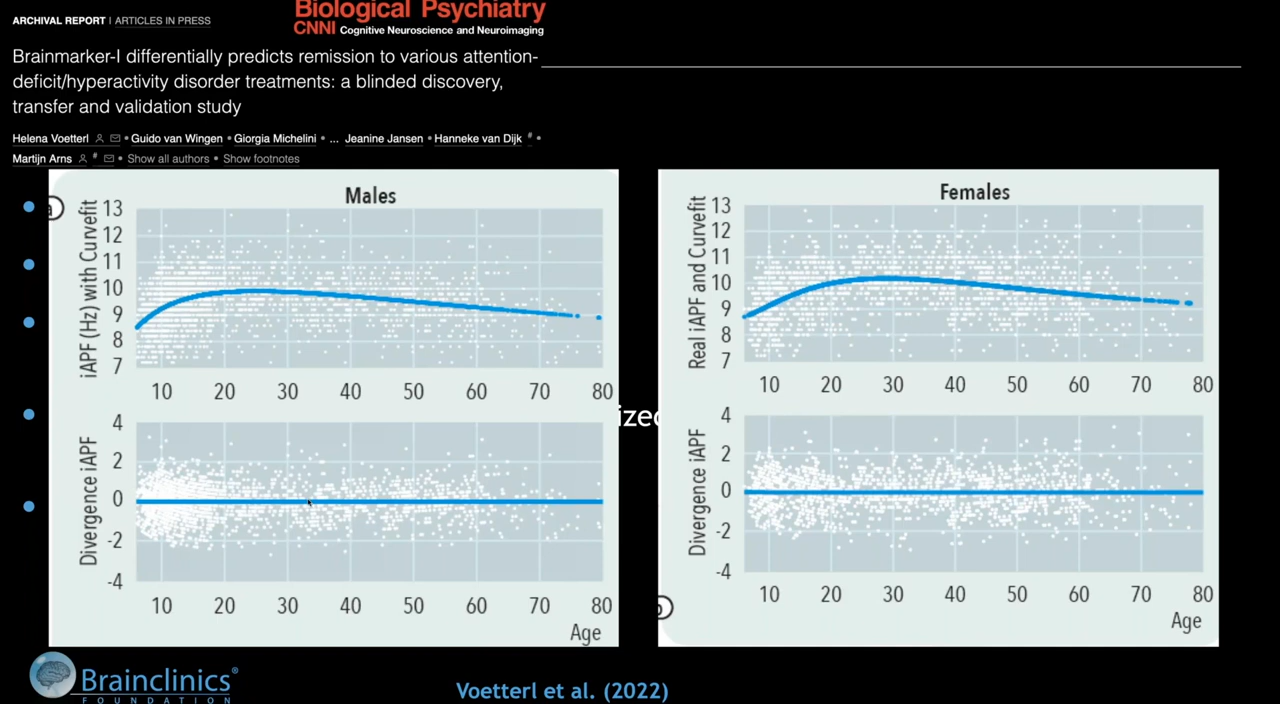 Biological Psychiatry
ARCHIVAL REPORT | ARTICLES IN PRESS
CNNI Cognitive Neuroscience and Neuroimaging
Brainmarker-I differentially predicts remission to various attention-
deficit/hyperactivity disorder treatments: a blinded discovery,
transfer and validation study
Helena Voetterl • Guido van Wingen • Giorgia Michelini • ... Jeanine Jansen • Hanneke van Dijk # •
Martijn Arns # • Show all authors • Show footnotes
a
Males
iAPF (Hz) with Curvefit
13
12
11
10
9
8
7
10 20 30 40 50 60 70 80
Divergence iAPF
4
2
0
-2
-4
10 20 30 40 50 60 70 80
Age
ized
Females
Real iAPF and Curvefit
13
12
11
10
9
8
7
10 20 30 40 50 60 70 80
Divergence iAPF
4
2
0
-2
-4
10 20 30 40 50 60 70 80
Age
Brainclinics®
FOUNDATION
Voetterl et al. (2022)